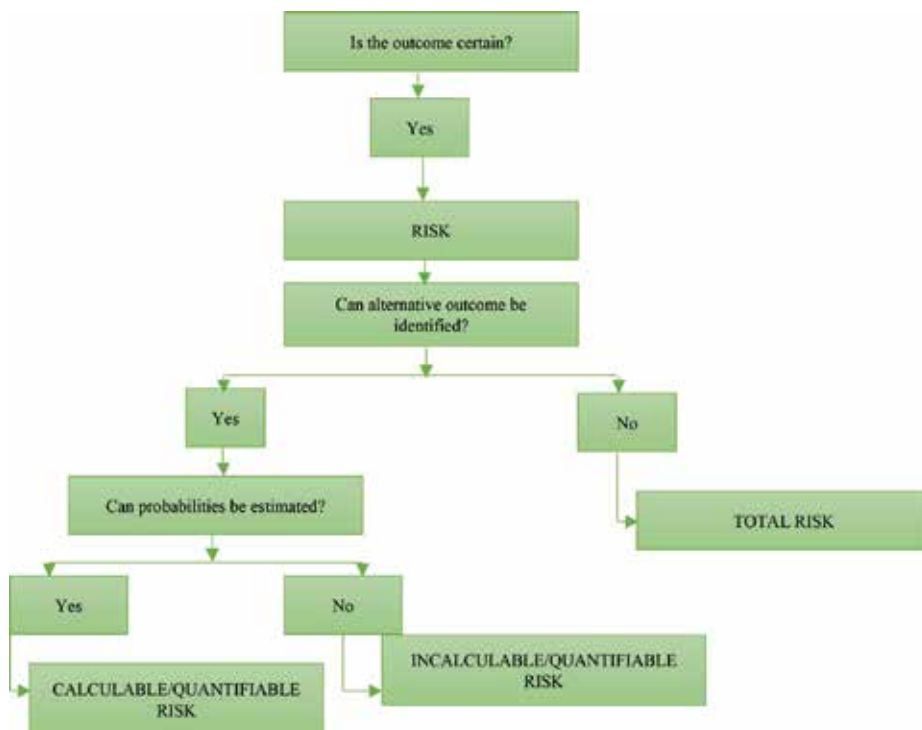 Is the outcome certain?
Yes
RISK
Can alternative outcome be
identified?
Yes
No
Can probabilities be estimated?
TOTAL RISK
Yes
No
INCALCULABLE/QUANTIFIABLE
RISK
CALCULABLE/QUANTIFIABLE
RISK